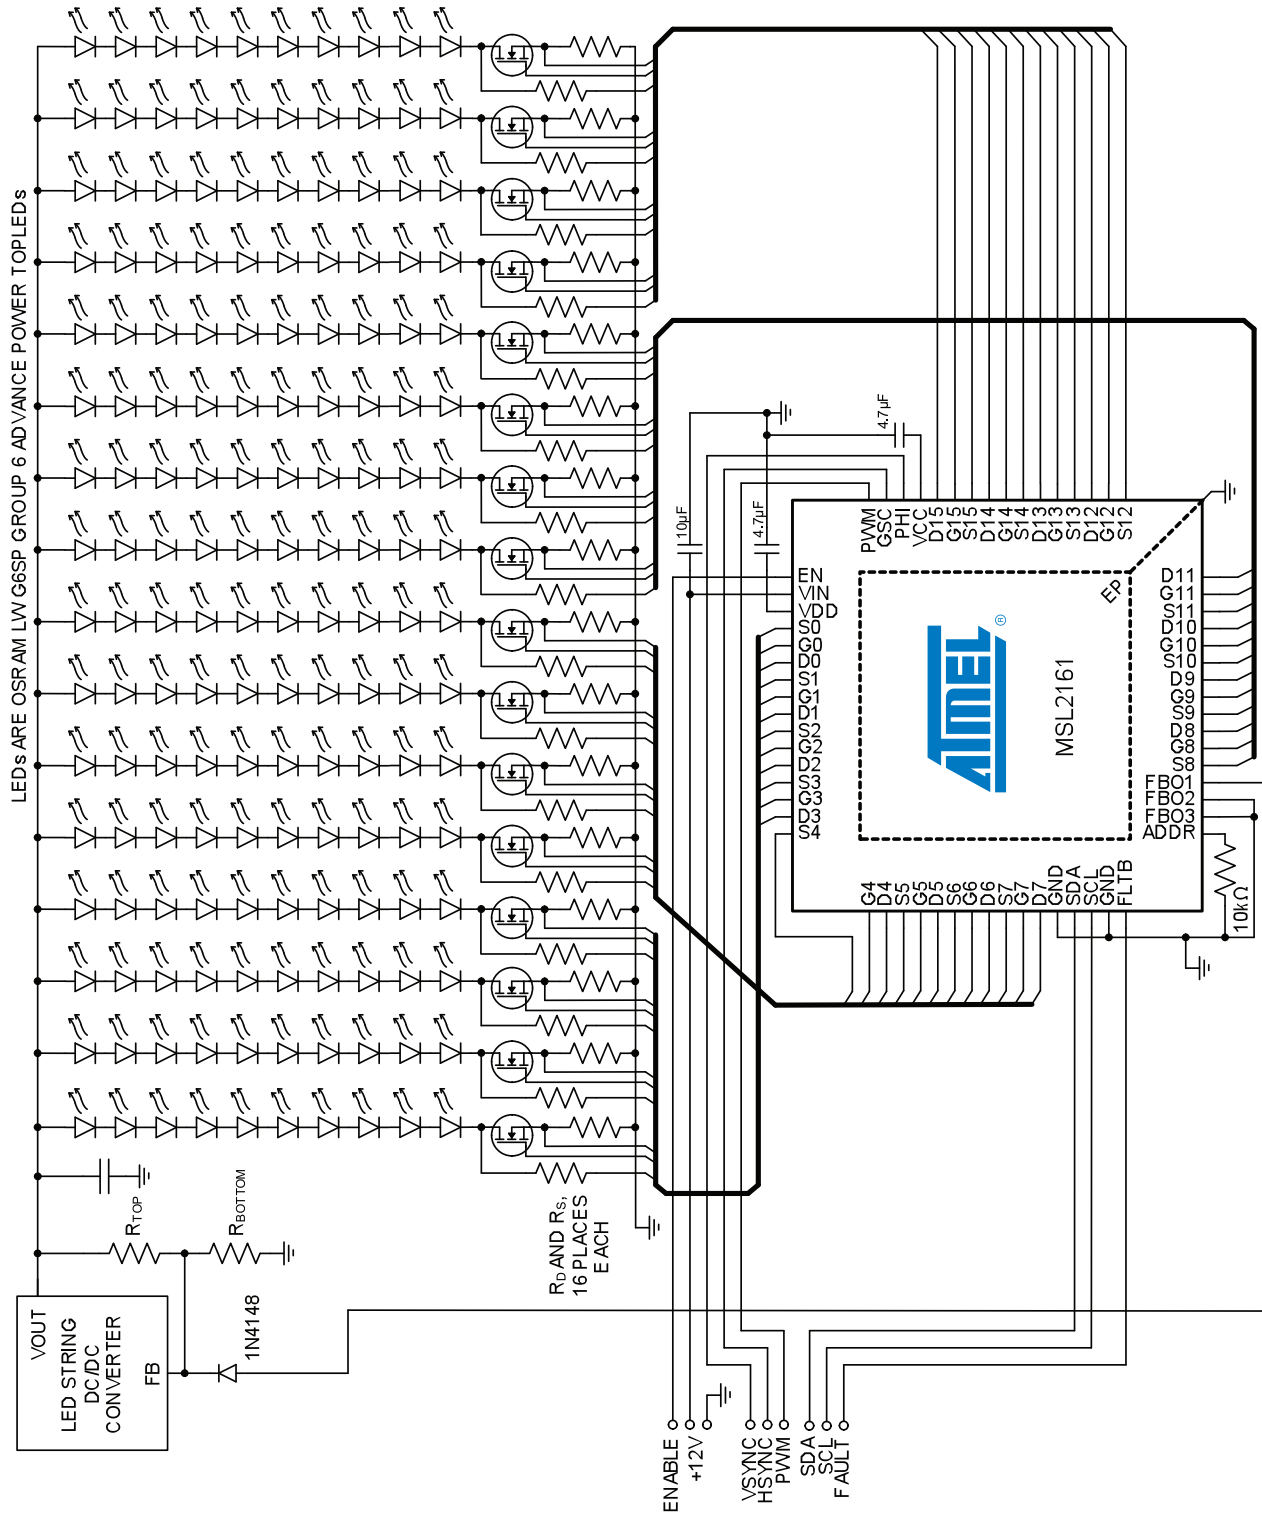 LEDs ARE OSRAM LW G6SP GROUP 6 ADVANCE POWER TOPLEDs
4.7µF
10µF
4.7µF
PWM
GSC
PHI
VCC
D15
G15
S15
D14
G14
S14
D13
G13
S13
D12
G12
S12
EN
VIN
VDD
S0
G0
D0
S1
G1
D1
S2
G2
D2
S3
G3
D3
S4
EP
ATMEL
®
MSL2161
D11
G11
S11
D10
G10
S10
D9
G9
S9
D8
G8
S8
FBO1
FBO2
FBO3
ADDR
G4
D4
S5
G5
D5
S6
G6
D6
S7
G7
D7
GND
SDA
SCL
GND
FLTB
10kΩ
RTOP
RBOTTOM
RD AND RS,
16 PLACES
EACH
VOUT
LED STRING
DC/DC
CONVERTER
FB
1N4148
ENABLE
+12V
VSYNC
HSYNC
PWM
SDA
SCL
FAULT